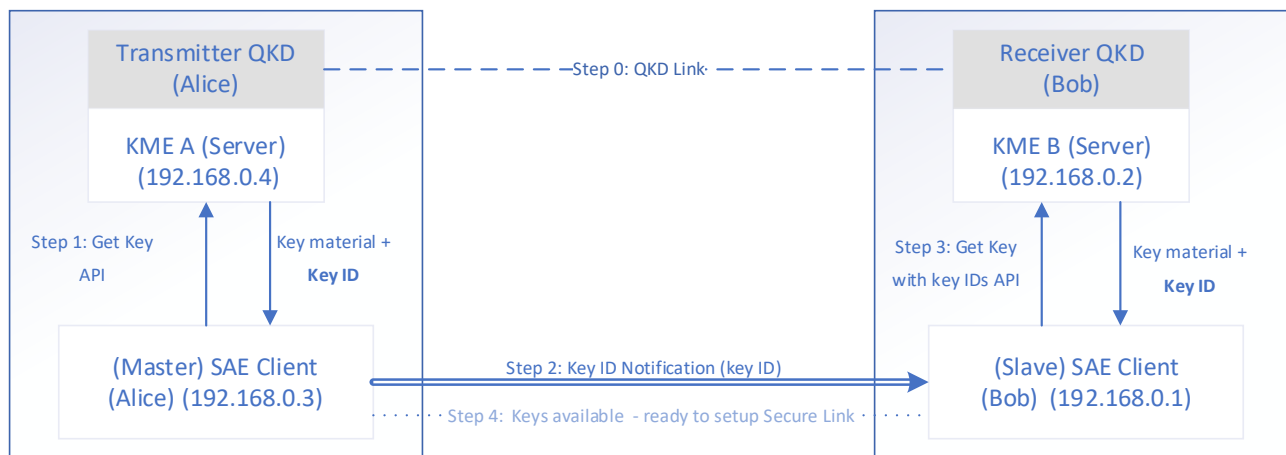 Transmitter QKD
(Alice)
Step 0: QKD Link
Receiver QKD
(Bob)
KME A (Server)
(192.168.0.4)
KME B (Server)
(192.168.0.2)
Step 1: Get Key
API
Key material +
Key ID
Step 3: Get Key
with key IDs API
Key material +
Key ID
(Master) SAE Client
(Alice) (192.168.0.3)
Step 2: Key ID Notification (key ID)
Step 4: Keys available - ready to setup Secure Link
(Slave) SAE Client
(Bob) (192.168.0.1)